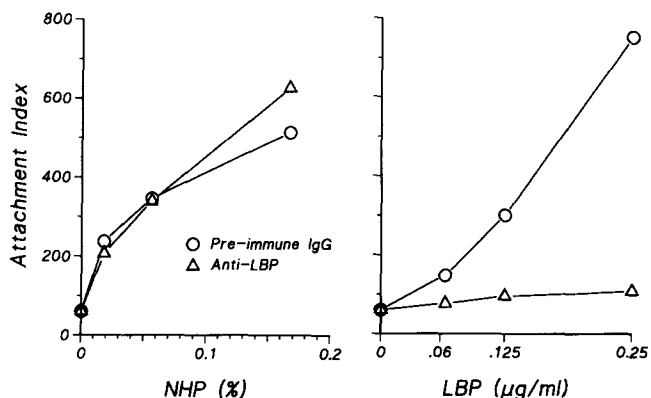 800
600
400
200
0
Attachment Index
Pre-immune IgG
Anti-LBP
0
0.1
0.2
NHP (%)
0
.06
.125
0.25
LBP (μg/ml)